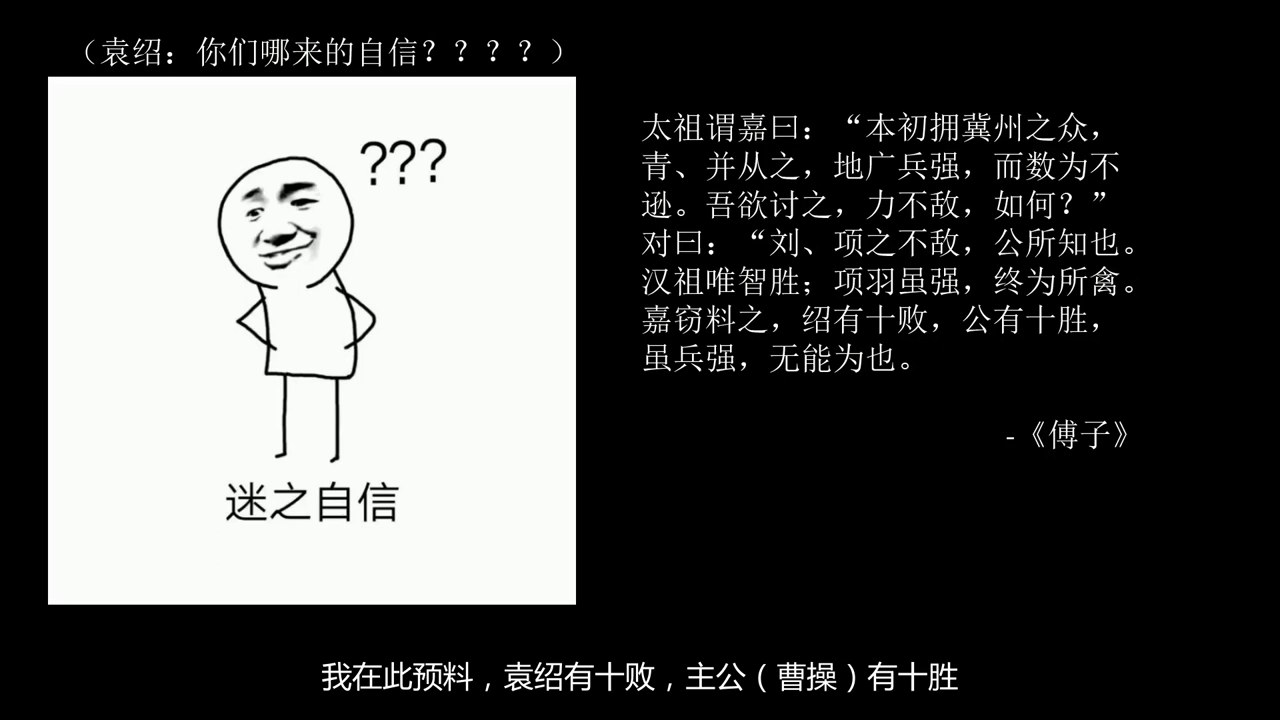 （袁绍：你们哪来的自信？？？？）
???
迷之自信
太祖谓嘉曰：“本初拥冀州之众，
青、并从之，地广兵强，而数为不
逊。吾欲讨之，力不敌，如何？”
对曰：“刘、项之不敌，公所知也。
汉祖唯智胜；项羽虽强，终为所禽。
嘉窃料之，绍有十败，公有十胜，
虽兵强，无能为也。
-《傅子》
我在此预料，袁绍有十败，主公（曹操）有十胜